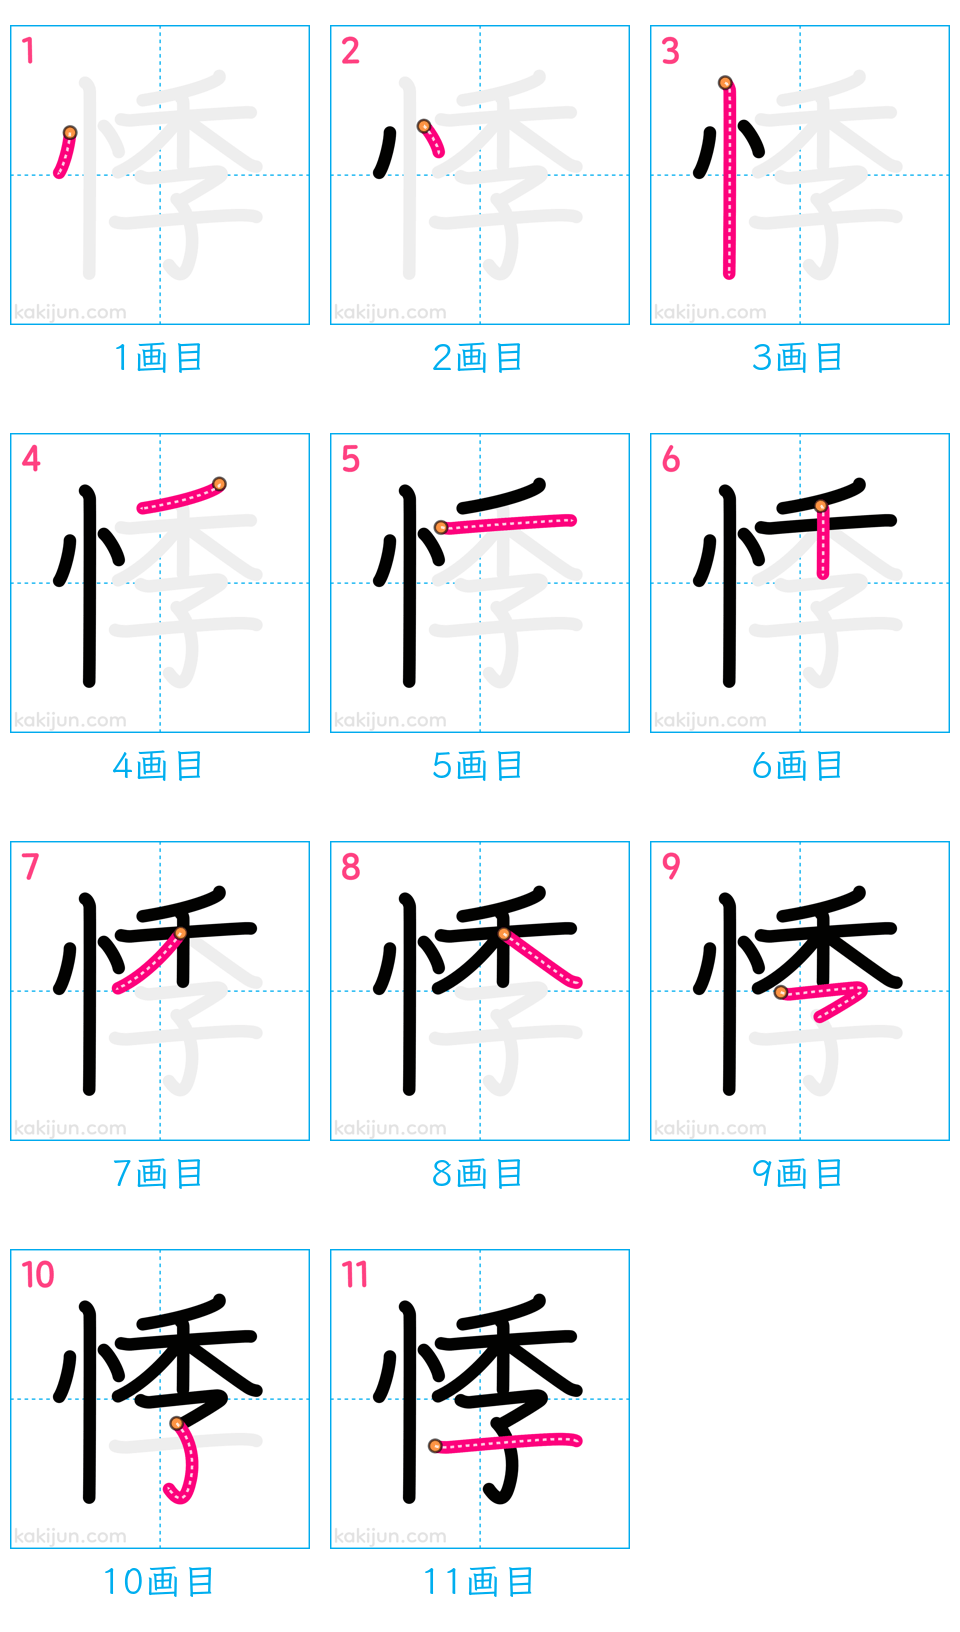 1 2 3
kakijun.com kakijun.com kakijun.com
1画目 2画目 3画目
4 5 6
kakijun.com kakijun.com kakijun.com
4画目 5画目 6画目
7 8 9
kakijun.com kakijun.com kakijun.com
7画目 8画目 9画目
10 11
悸 悸
kakijun.com kakijun.com
10画目 11画目